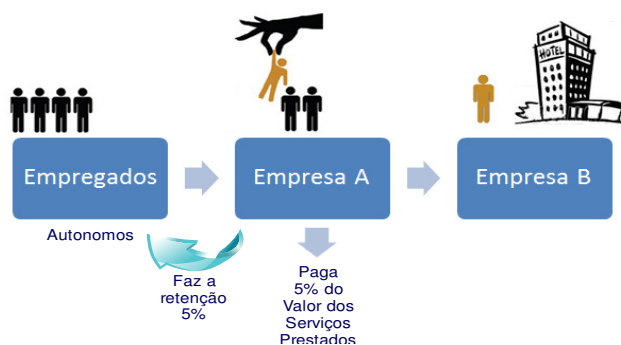 HOTEL
Empregados
Empresa A
Empresa B
Autonomos
Faz a
retenção
5%
Paga
5% do
Valor dos
Serviços
Prestados